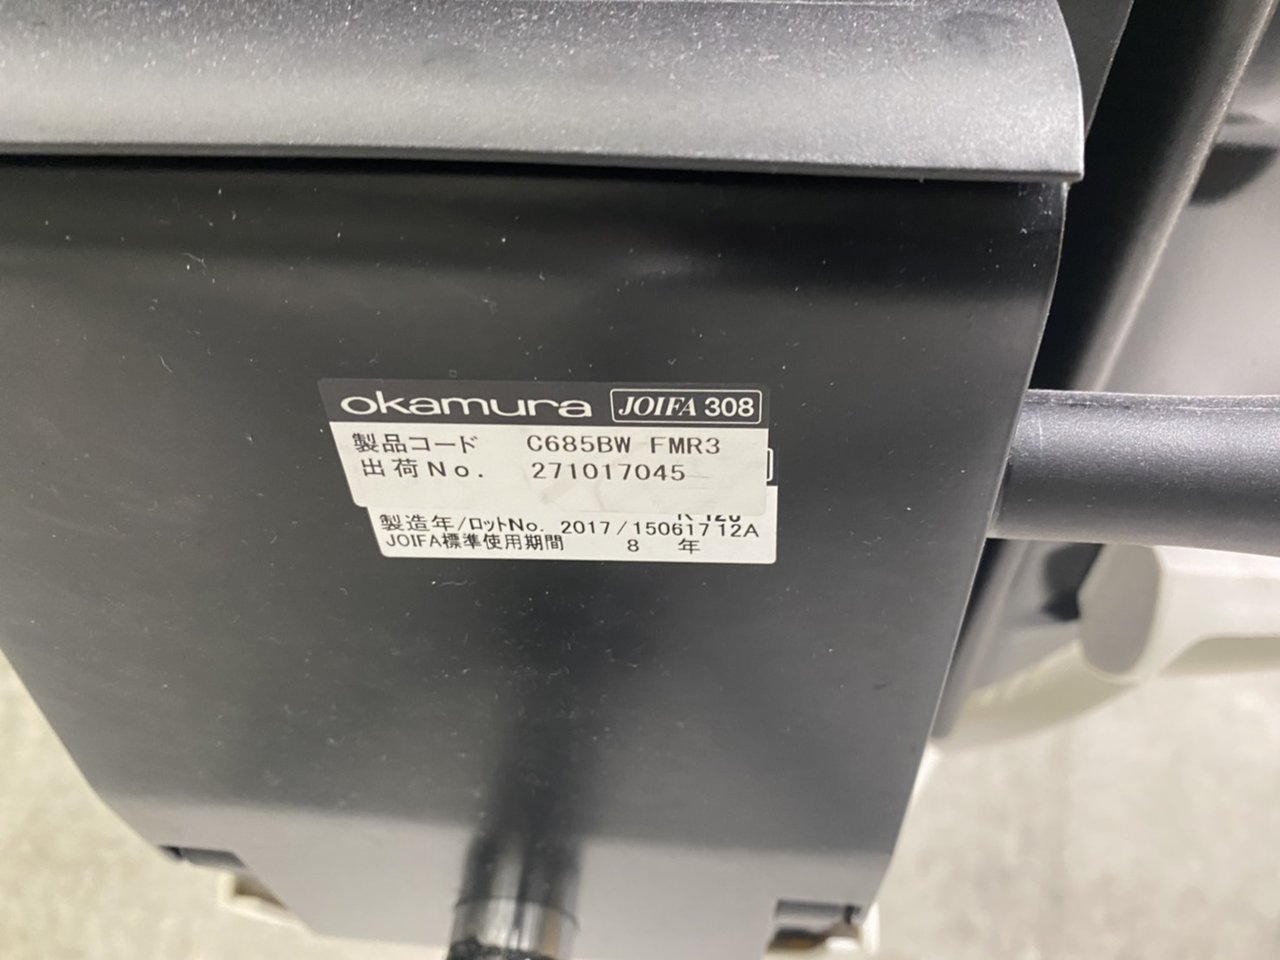 okamura JOIFA 308
製品コード C685BW FMR3
出荷No. 271017045
製造年/ロットNo. 2017/15061712A
JOIFA標準使用期間 8 年